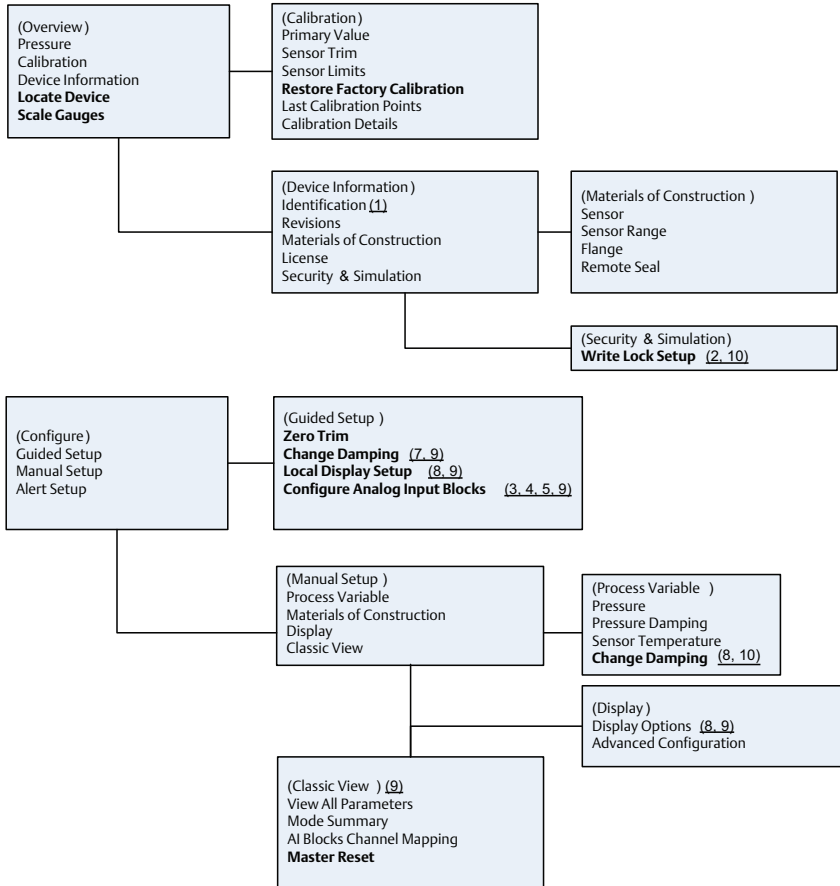 (Overview)
Pressure
Calibration
Device Information
Locate Device
Scale Gauges
(Calibration)
Primary Value
Sensor Trim
Sensor Limits
Restore Factory Calibration
Last Calibration Points
Calibration Details
(Device Information)
Identification (1)
Revisions
Materials of Construction
License
Security & Simulation
(Materials of Construction )
Sensor
Sensor Range
Flange
Remote Seal
(Security & Simulation)
Write Lock Setup (2, 10)
(Configure)
Guided Setup
Manual Setup
Alert Setup
(Guided Setup )
Zero Trim
Change Damping (7, 9)
Local Display Setup (8, 9)
Configure Analog Input Blocks (3, 4, 5, 9)
(Manual Setup )
Process Variable
Materials of Construction
Display
Classic View
(Process Variable )
Pressure
Pressure Damping
Sensor Temperature
Change Damping (8, 10)
(Display )
Display Options (8, 9)
Advanced Configuration
(Classic View ) (9)
View All Parameters
Mode Summary
AI Blocks Channel Mapping
Master Reset